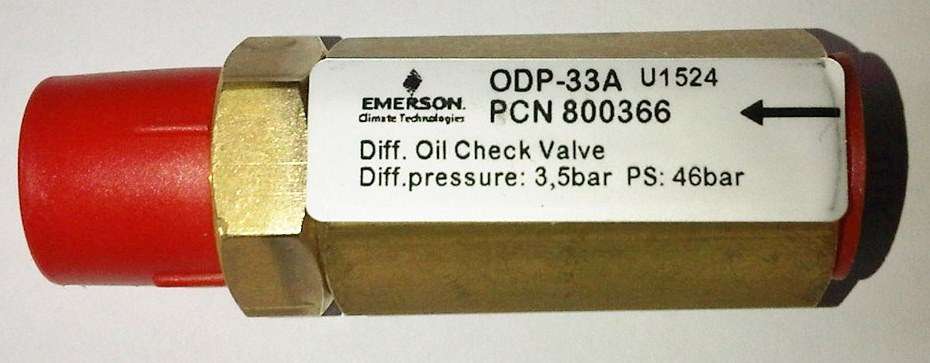 ODP-33A U1524
EMERSON.
Climate Technologies
PCN 800366
Diff. Oil Check Valve
Diff.pressure: 3,5bar PS: 46bar